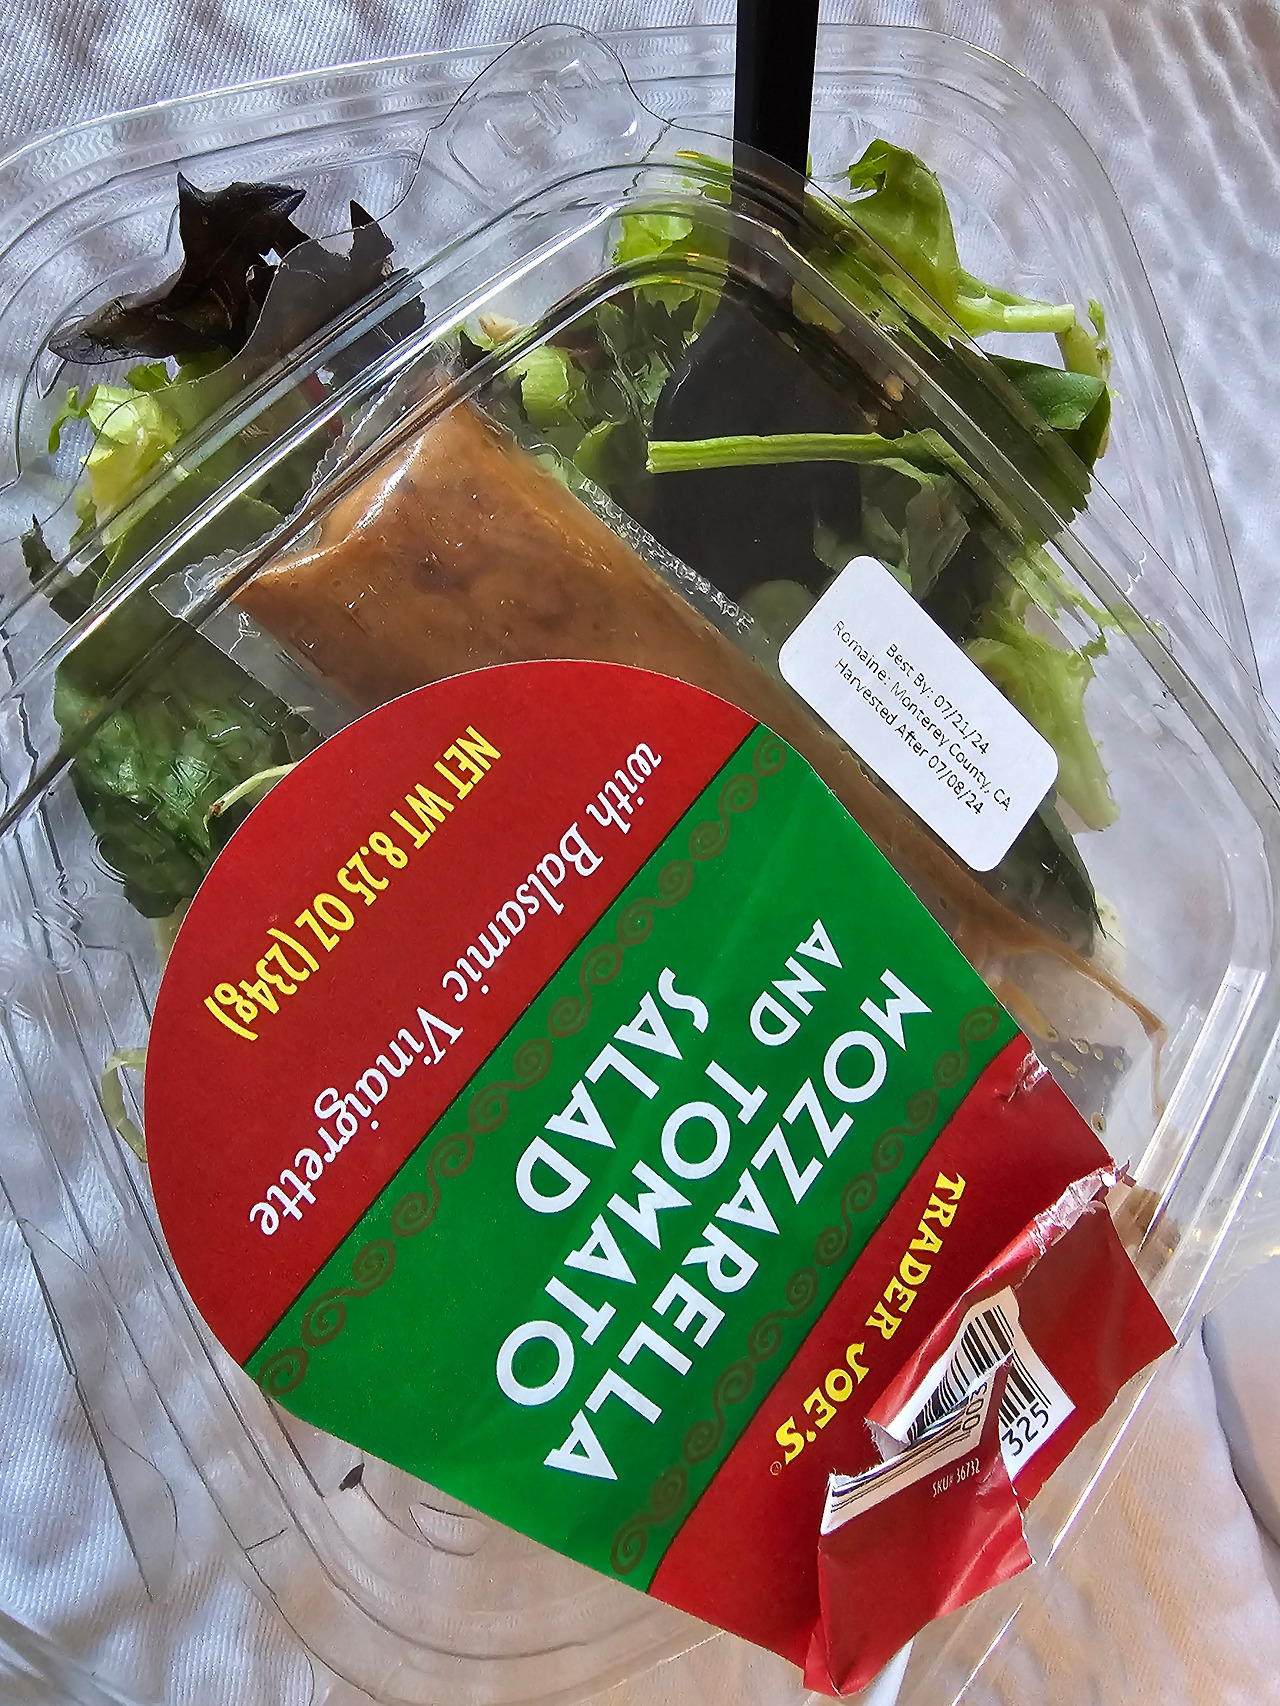 TRADER JOE'S®
MOZZARELLA
AND TOMATO
SALAD
with Balsamic Vinaigrette
NET WT 8.25 OZ (234g)
Best By: 07/21/24
Romaine: Monterey County, CA
Harvested After 07/08/24
325
SKU# 36732